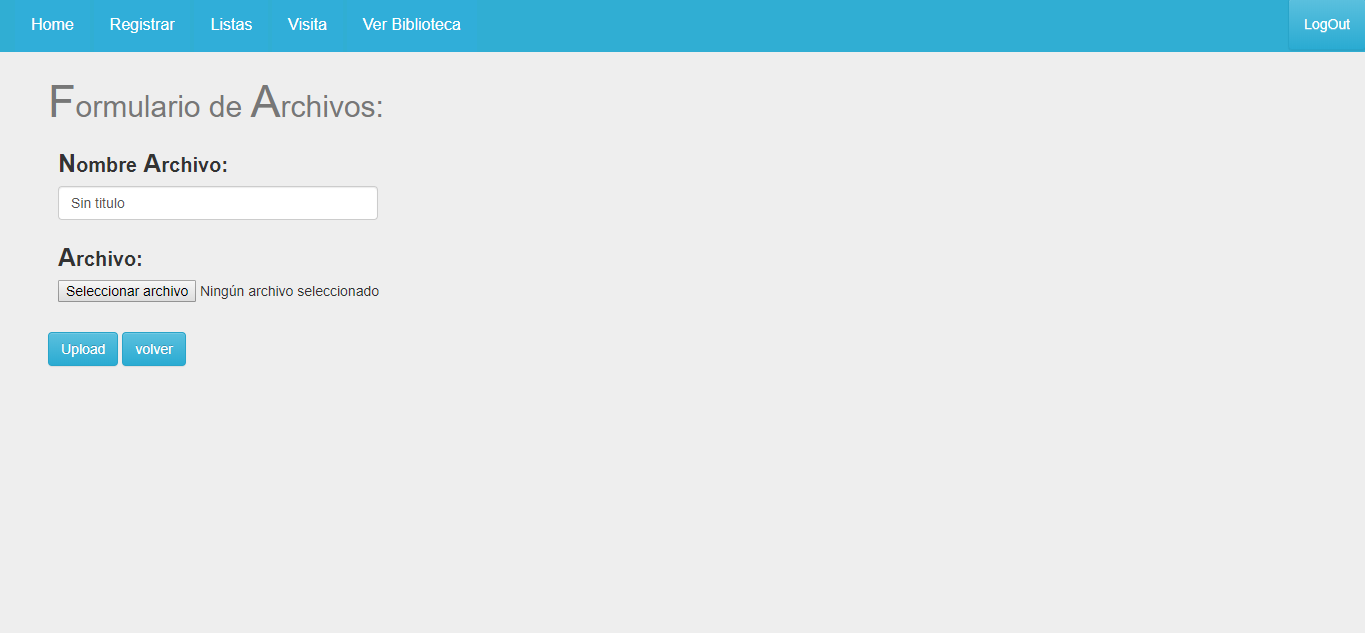 Home Registrar Listas Visita Ver Biblioteca LogOut
Formulario de Archivos:
Nombre Archivo:
Sin titulo
Archivo:
Seleccionar archivo Ningún archivo seleccionado
Upload volver